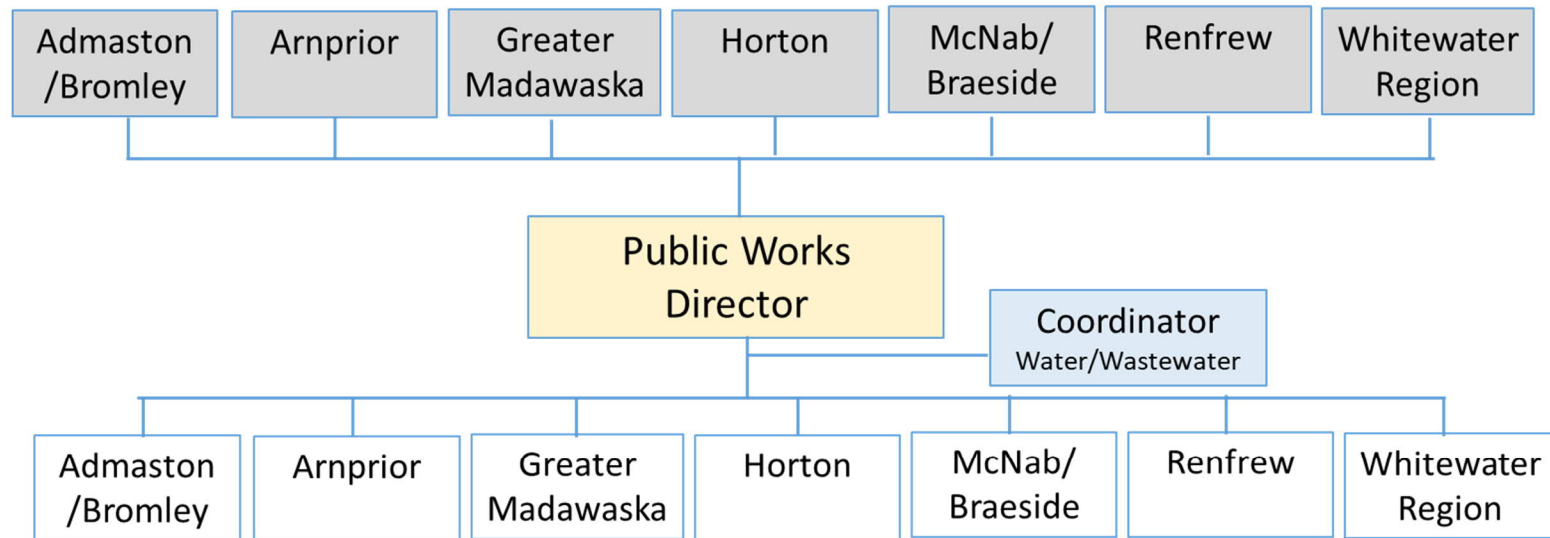 Admaston
/Bromley
Arnprior
Greater
Madawaska
Horton
McNab/
Braeside
Renfrew
Whitewater
Region
Public Works
Director
Coordinator
Water/Wastewater
Admaston
/Bromley
Arnprior
Greater
Madawaska
Horton
McNab/
Braeside
Renfrew
Whitewater
Region